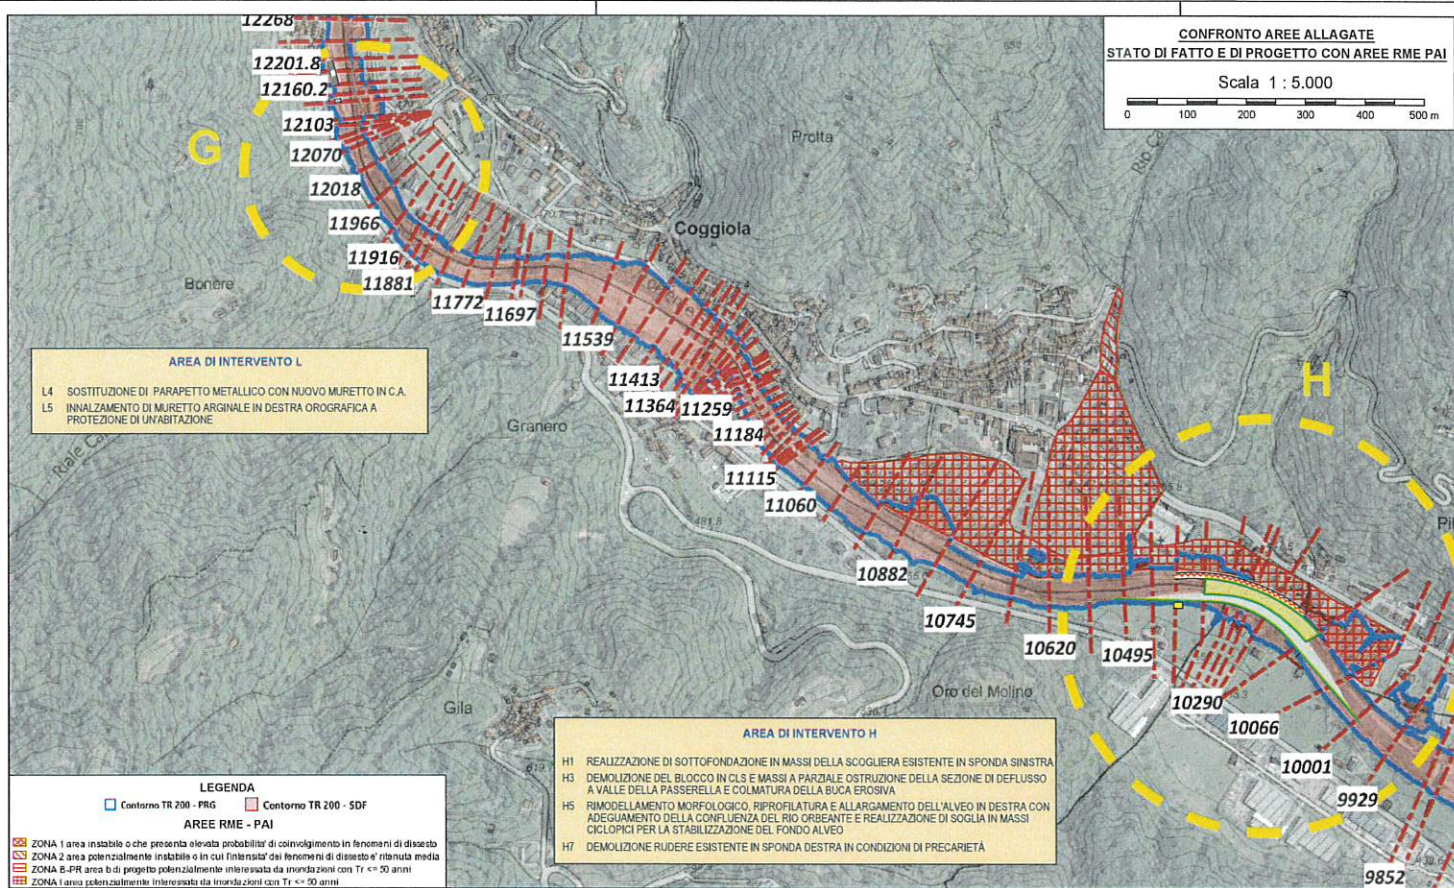 12268
12201.8
12160.2
12103
12070
12018
11966
11916
11881
11772
11697
11539
11413
11364
11259
11184
11115
11060
10882
10745
10620
10495
10290
10066
10001
9929
9852
G
H
CONFRONTO AREE ALLAGATE
STATO DI FATTO E DI PROGETTO CON AREE RME PAI
Scala 1 : 5.000
0 100 200 300 400 500 m
Frolta
Coggiola
Bonere
Granero
Gila
Oro del Molino
481.8
AREA DI INTERVENTO L
L4 SOSTITUZIONE DI PARAPETTO METALLICO CON NUOVO MURETTO IN C.A.
L5 INNALZAMENTO DI MURETTO ARGINALE IN DESTRA OROGRAFICA A
PROTEZIONE DI UN'ABITAZIONE
AREA DI INTERVENTO H
H1 REALIZZAZIONE DI SOTTOFONDAZIONE IN MASSI DELLA SCOGLIERA ESISTENTE IN SPONDA SINISTRA
H3 DEMOLIZIONE DEL BLOCCO IN CLS E MASSI A PARZIALE OSTRUZIONE DELLA SEZIONE DI DEFLUSSO
A VALLE DELLA PASSERELLA E COLMATURA DELLA BUCA EROSIVA
H5 RIMODELLAMENTO MORFOLOGICO, RIPROFILATURA E ALLARGAMENTO DELL'ALVEO IN DESTRA CON
ADEGUAMENTO DELLA CONFLUENZA DEL RIO ORBEANTE E REALIZZAZIONE DI SOGLIA IN MASSI
CICLOPICI PER LA STABILIZZAZIONE DEL FONDO ALVEO
H7 DEMOLIZIONE RUDERE ESISTENTE IN SPONDA DESTRA IN CONDIZIONI DI PRECARIETÀ
LEGENDA
Contorno TR 200 - PRG Contorno TR 200 - SDF
AREE RME - PAI
ZONA 1 area instabile o che presenta elevata probabilita' di coinvolgimento in fenomeni di dissesto
ZONA 2 area potenzialmente instabile o in cui l'intensita' dei fenomeni di dissesto e' ritenuta media
ZONA B-PR area b di progetto potenzialmente interessata da inondazioni con Tr <= 50 anni
ZONA I area potenzialmente interessata da inondazioni con Tr <= 50 anni